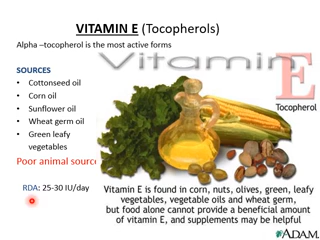 VITAMIN E (Tocopherols)
Alpha –tocopherol is the most active forms
SOURCES
• Cottonseed oil
• Corn oil
• Sunflower oil
• Wheat germ oil
• Green leafy
vegetables
Poor animal source
RDA: 25-30 IU/day
Vitamin E
Tocopherol
Vitamin E is found in corn, nuts, olives, green, leafy
vegetables, vegetable oils and wheat germ,
but food alone cannot provide a beneficial amount
of vitamin E, and supplements may be helpful
ADAM.